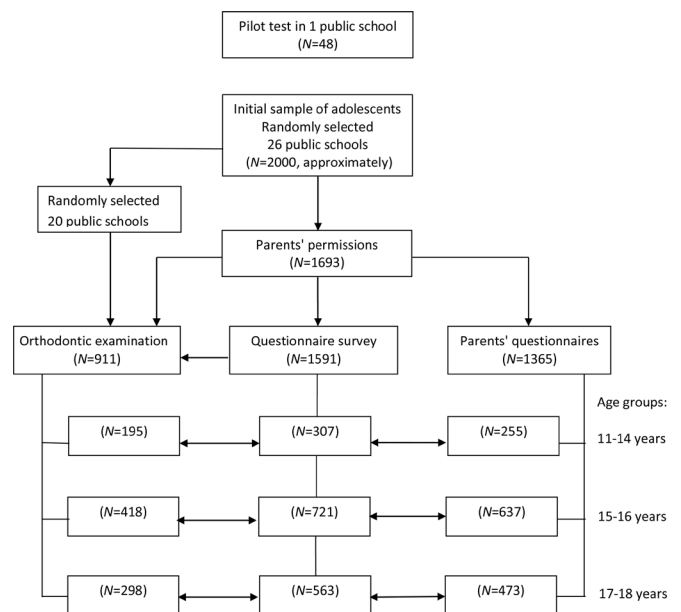 Pilot test in 1 public school
(N=48)
Initial sample of adolescents
Randomly selected
26 public schools
(N=2000, approximately)
Randomly selected
20 public schools
Parents' permissions
(N=1693)
Orthodontic examination
(N=911)
Questionnaire survey
(N=1591)
Parents' questionnaires
(N=1365)
Age groups:
(N=195)
(N=307)
(N=255)
11-14 years
(N=418)
(N=721)
(N=637)
15-16 years
(N=298)
(N=563)
(N=473)
17-18 years